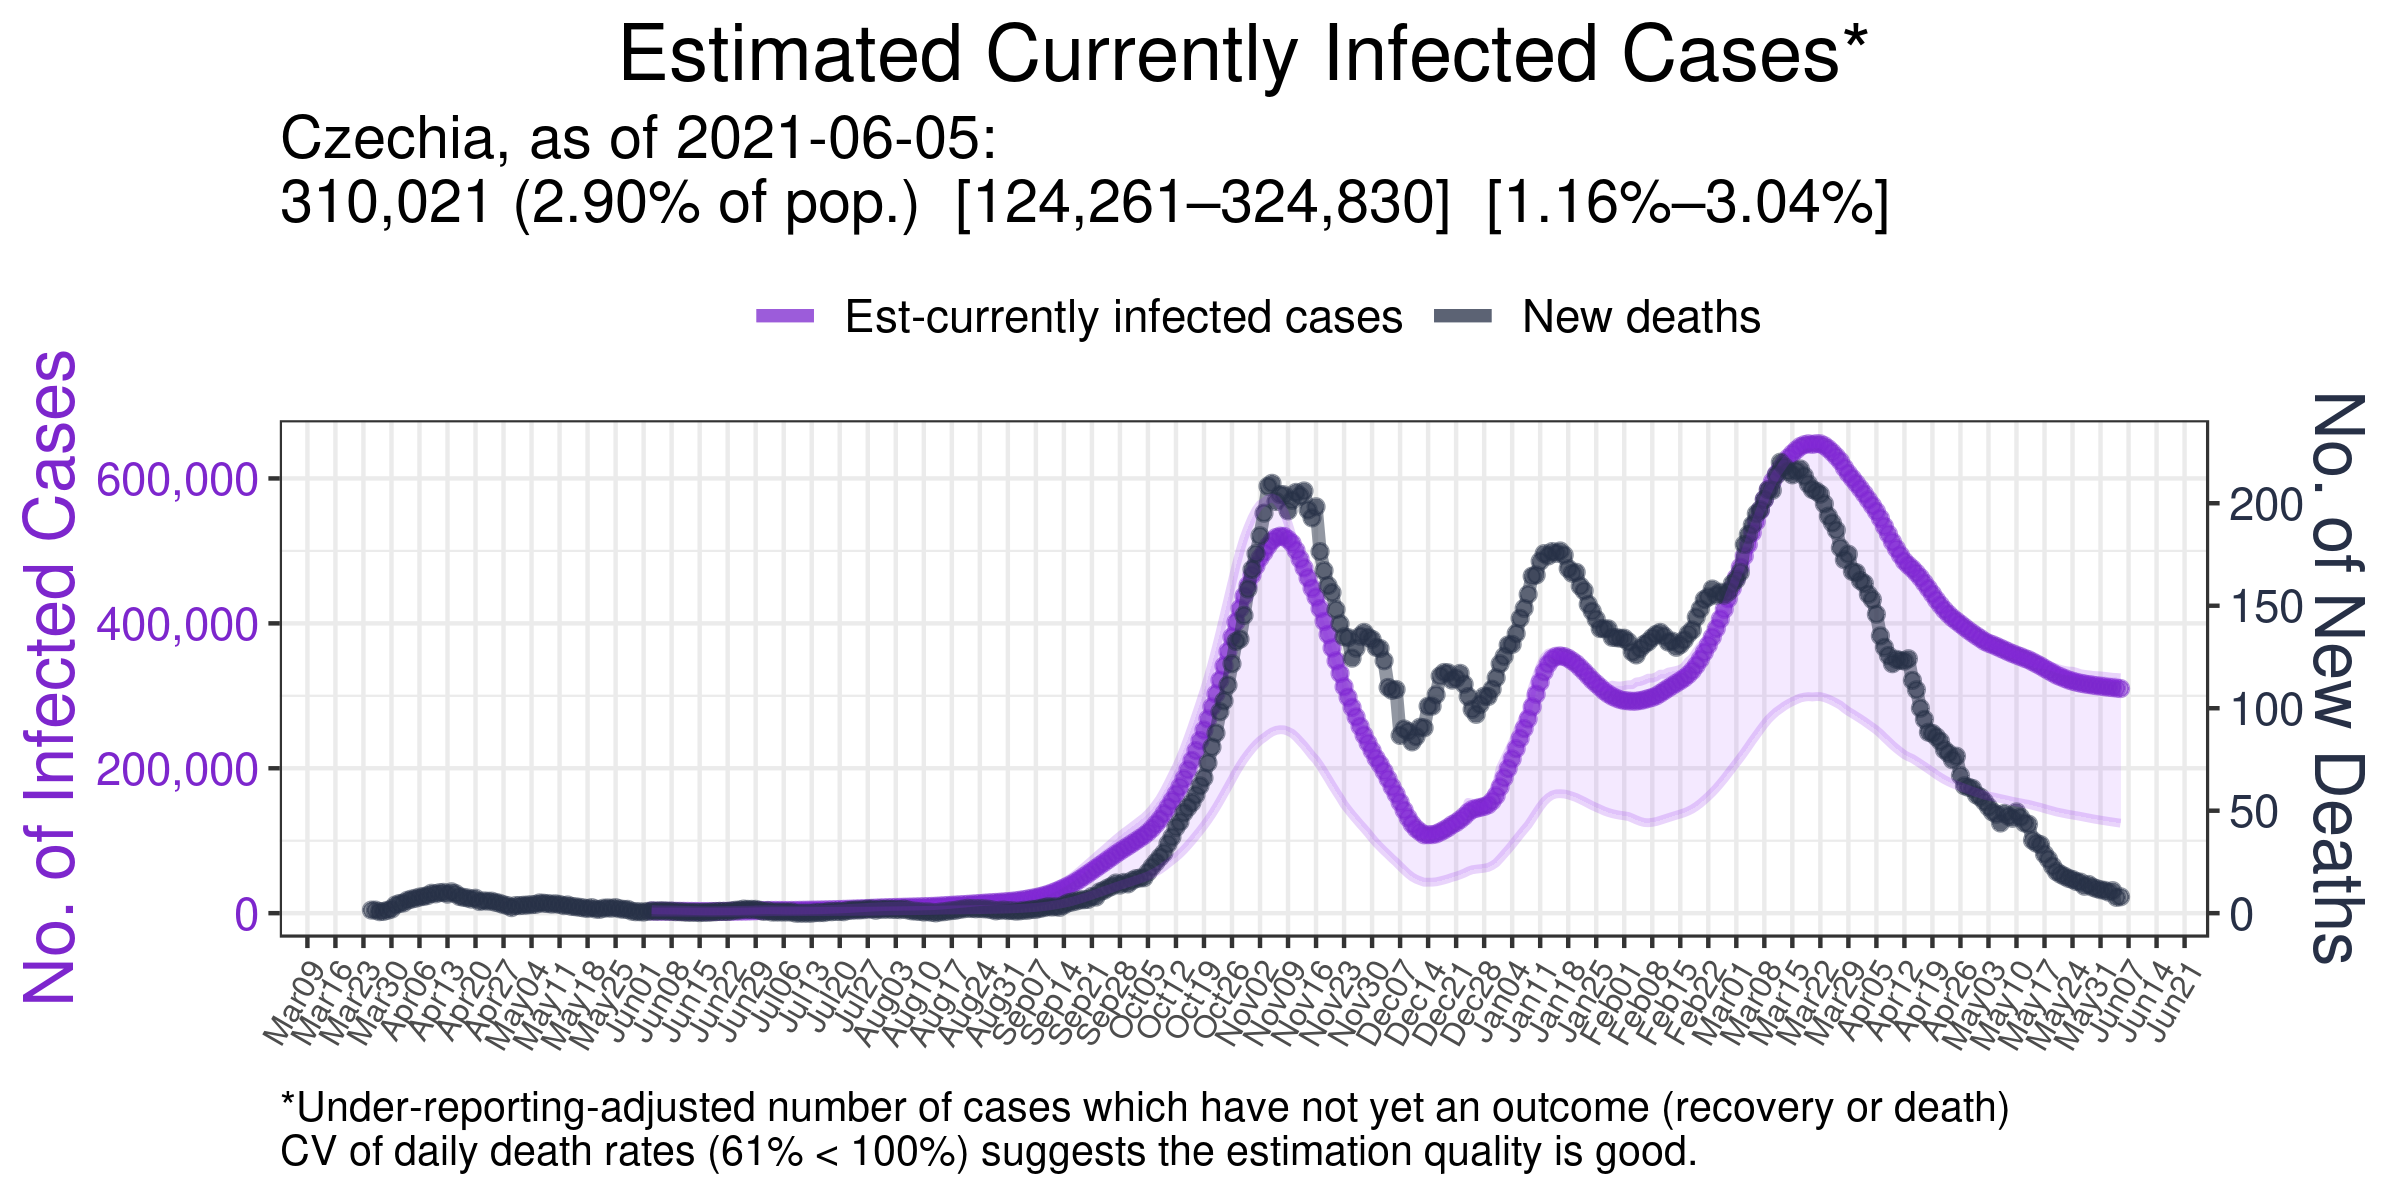 Estimated Currently Infected Cases*
Czechia, as of 2021-06-05:
310,021 (2.90% of pop.) [124,261–324,830] [1.16%–3.04%]
Est-currently infected cases New deaths
No. of Infected Cases
600,000
400,000
200,000
0
No. of New Deaths
200
150
100
50
0
Mar09 Mar16 Mar23 Mar30 Apr06 Apr13 Apr20 Apr27 May04 May11 May18 May25 Jun01 Jun08 Jun15 Jun22 Jun29 Jul06 Jul13 Jul20 Jul27 Aug03 Aug10 Aug17 Aug24 Aug31 Sep07 Sep14 Sep21 Sep28 Oct05 Oct12 Oct19 Oct26 Nov02 Nov09 Nov16 Nov23 Nov30 Dec07 Dec14 Dec21 Dec28 Jan04 Jan11 Jan18 Jan25 Feb01 Feb08 Feb15 Feb22 Mar01 Mar08 Mar15 Mar22 Mar29 Apr05 Apr12 Apr19 Apr26 May03 May10 May17 May24 May31 Jun07 Jun14 Jun21
*Under-reporting-adjusted number of cases which have not yet an outcome (recovery or death)
CV of daily death rates (61% < 100%) suggests the estimation quality is good.